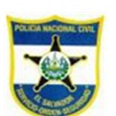 POLICIA NACIONAL CIVIL
EL SALVADOR
SERVICIO-ORDEN-SEGURIDAD